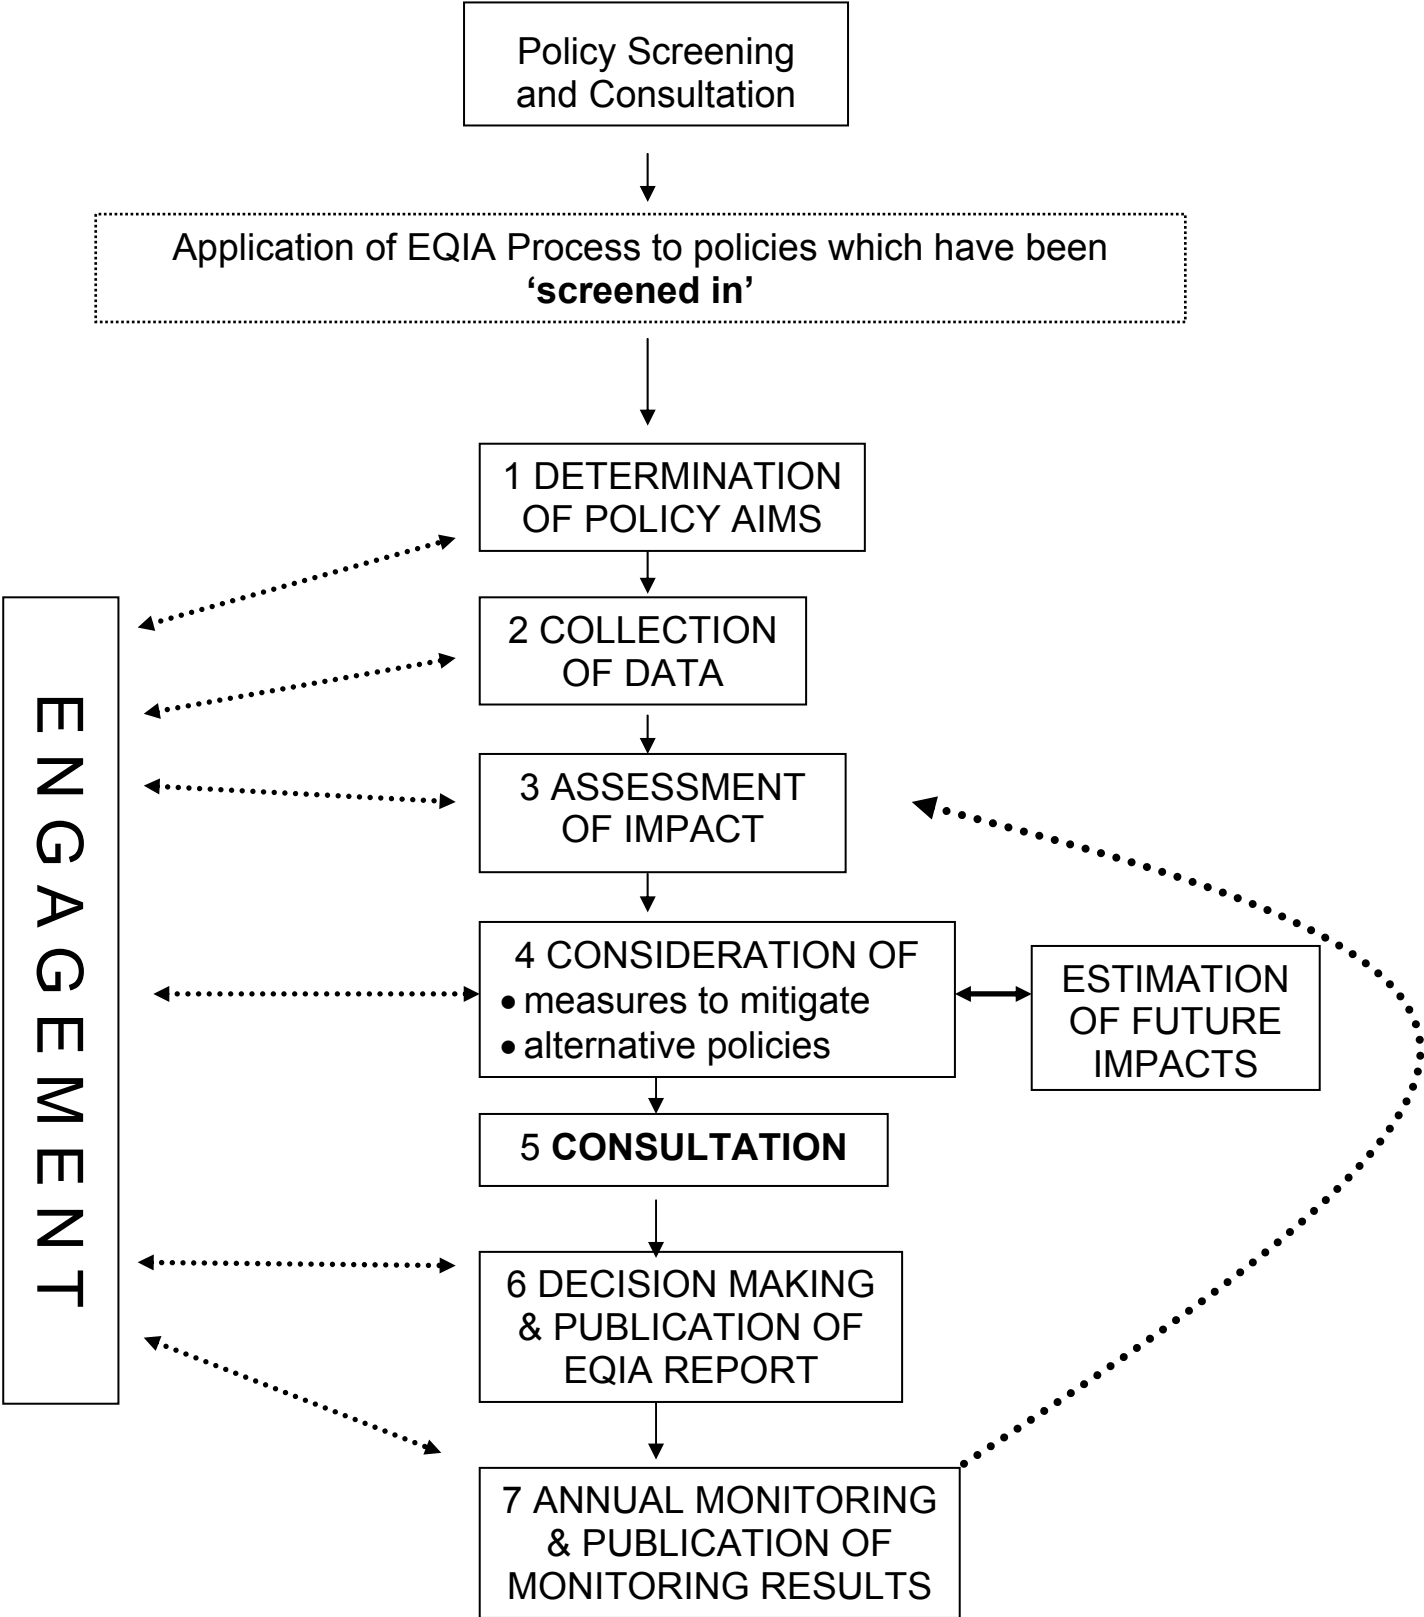 Policy Screening
and Consultation
Application of EQIA Process to policies which have been
‘screened in’
1 DETERMINATION
OF POLICY AIMS
2 COLLECTION
OF DATA
3 ASSESSMENT
OF IMPACT
4 CONSIDERATION OF
• measures to mitigate
• alternative policies
ESTIMATION
OF FUTURE
IMPACTS
5 CONSULTATION
6 DECISION MAKING
& PUBLICATION OF
EQIA REPORT
7 ANNUAL MONITORING
& PUBLICATION OF
MONITORING RESULTS
ENGAGEMENT